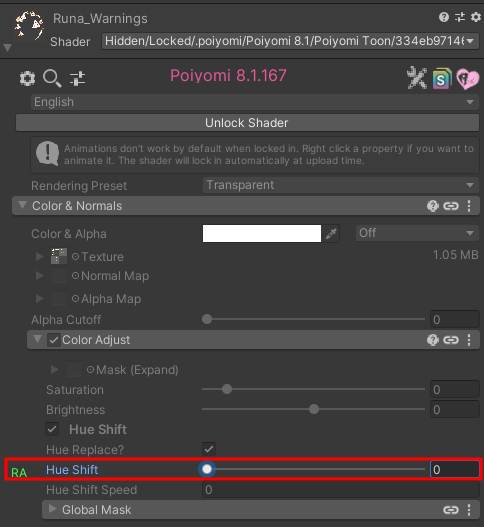 Runa_Warnings
Shader Hidden/Locked/.poiyomi/Poiyomi 8.1/Poiyomi Toon/334eb9714
Poiyomi 8.1.167
English
Unlock Shader
Animations don't work by default when locked in. Right click a property if you want to
animate it. The shader will lock in automatically at upload time.
Rendering Preset Transparent
Color & Normals
Color & Alpha Off
Texture 1.05 MB
Normal Map
Alpha Map
Alpha Cutoff 0
Color Adjust
Mask (Expand)
Saturation 0
Brightness 0
Hue Shift
Hue Replace?
RA Hue Shift 0
Hue Shift Speed 0
Global Mask